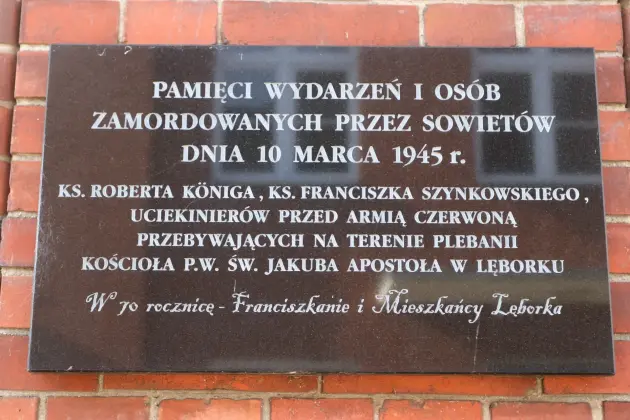 PAMIĘCI WYDARZEŃ I OSÓB
ZAMORDOWANYCH PRZEZ SOWIETÓW
DNIA 10 MARCA 1945 r.
KS. ROBERTA KÖNIGA, KS. FRANCISZKA SZYNKOWSKIEGO,
UCIEKINIERÓW PRZED ARMIĄ CZERWONĄ
PRZEBYWAJĄCYCH NA TERENIE PLEBANII
KOŚCIOŁA P.W. ŚW. JAKUBA APOSTOŁA W LĘBORKU
W 70 rocznicę - Franciszkanie i Mieszkańcy Lęborka